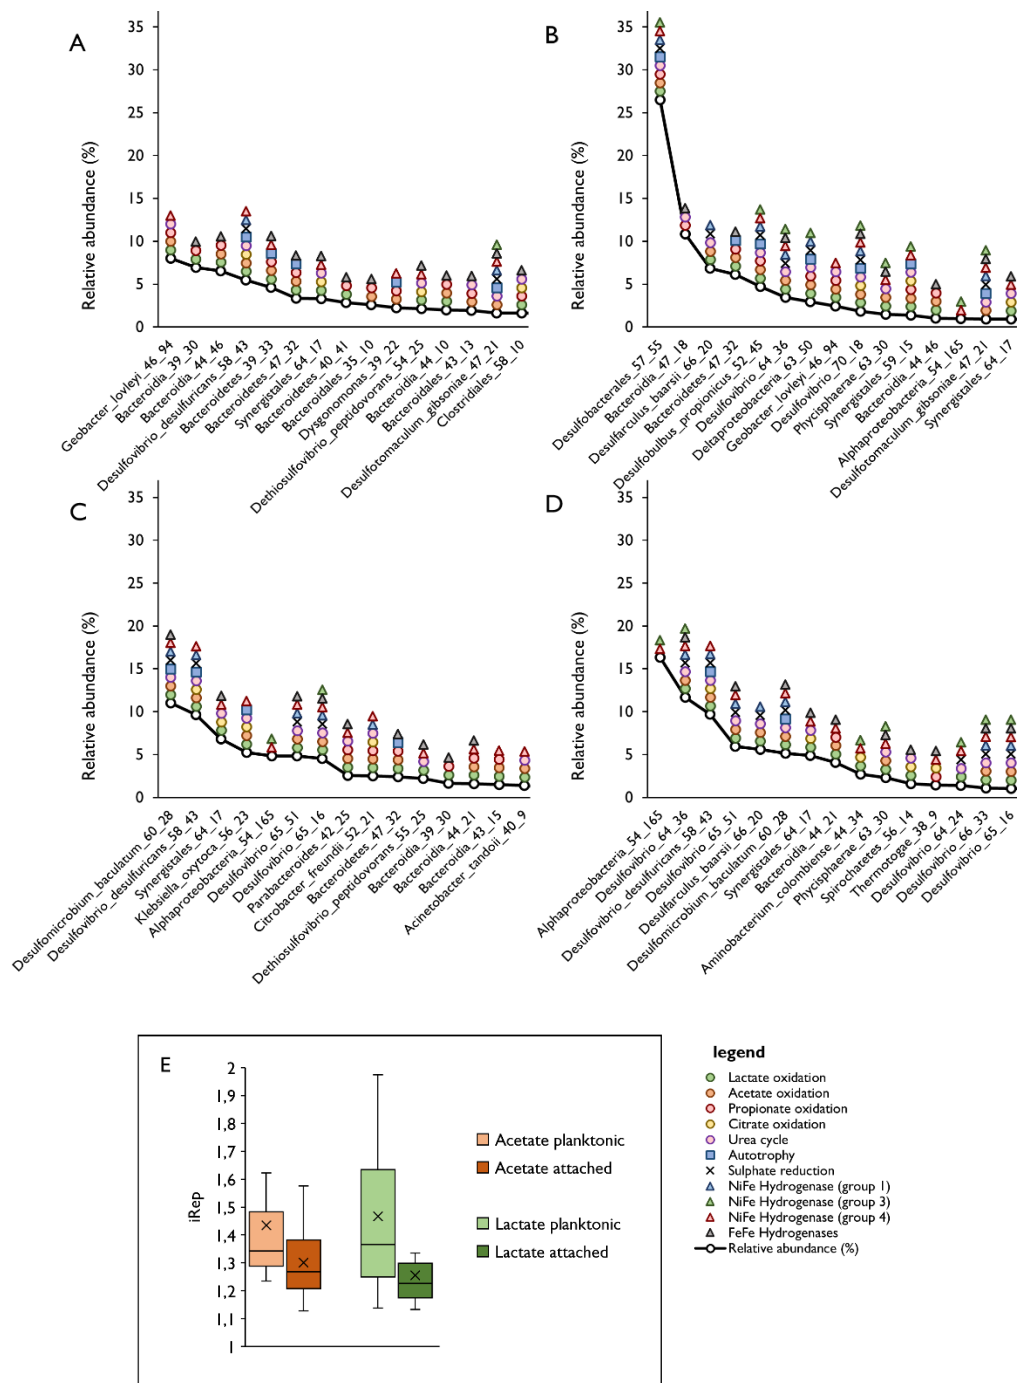 A
Relative abundance (%)
35
30
25
20
15
10
5
0
Geobacter_lovleyi_46_94
Bacteroidia_39_30
Bacteroidia_44_46
Desulfovibrio_desulfuricans_58_43
Bacteroidetes_39_33
Bacteroidetes_47_32
Synergistales_64_17
Bacteroidetes_40_41
Bacteroidales_35_10
Dysgonomonas_39_22
Dethiosulfovibrio_peptidovorans_54_25
Bacteroidia_44_10
Bacteroidales_43_13
Desulfotomaculum_gibsoniae_47_21
Clostridiales_58_10
B
Relative abundance (%)
35
30
25
20
15
10
5
0
Desulfobacterales_57_55
Bacteroidia_47_18
Desulfarculus_baarsii_66_20
Bacteroidetes_47_32
Desulfobulbus_propionicus_52_45
Desulfovibrio_64_36
Deltaproteobacteria_63_50
Geobacter_lovleyi_46_94
Desulfovibrio_70_18
Phycisphaerae_63_30
Synergistales_59_15
Bacteroidia_44_46
Alphaproteobacteria_54_165
Desulfotomaculum_gibsoniae_47_21
Synergistales_64_17
C
Relative abundance (%)
35
30
25
20
15
10
5
0
Desulfomicrobium_baculatum_60_28
Desulfovibrio_desulfuricans_58_43
Synergistales_64_17
Klebsiella_oxytoca_56_23
Alphaproteobacteria_54_165
Desulfovibrio_65_51
Desulfovibrio_65_16
Parabacteroides_42_25
Citrobacter_freundii_52_21
Bacteroidetes_47_32
Dethiosulfovibrio_peptidovorans_55_25
Bacteroidia_39_30
Bacteroidia_44_21
Bacteroidia_43_15
Acinetobacter_tandoii_40_9
D
Relative abundance (%)
35
30
25
20
15
10
5
0
Alphaproteobacteria_54_165
Desulfovibrio_64_36
Desulfovibrio_desulfuricans_58_43
Desulfovibrio_65_51
Desulfarculus_baarsii_66_20
Desulfomicrobium_baculatum_60_28
Synergistales_64_17
Bacteroidia_44_21
Aminobacterium_colombiense_44_34
Phycisphaerae_63_30
Spirochaetes_56_14
Thermotogae_38_9
Desulfovibrio_64_24
Desulfovibrio_66_33
Desulfovibrio_65_16
E
iRep
2
1,9
1,8
1,7
1,6
1,5
1,4
1,3
1,2
1,1
1
Acetate planktonic
Acetate attached
Lactate planktonic
Lactate attached
legend
Lactate oxidation
Acetate oxidation
Propionate oxidation
Citrate oxidation
Urea cycle
Autotrophy
Sulphate reduction
NiFe Hydrogenase (group 1)
NiFe Hydrogenase (group 3)
NiFe Hydrogenase (group 4)
FeFe Hydrogenases
Relative abundance (%)